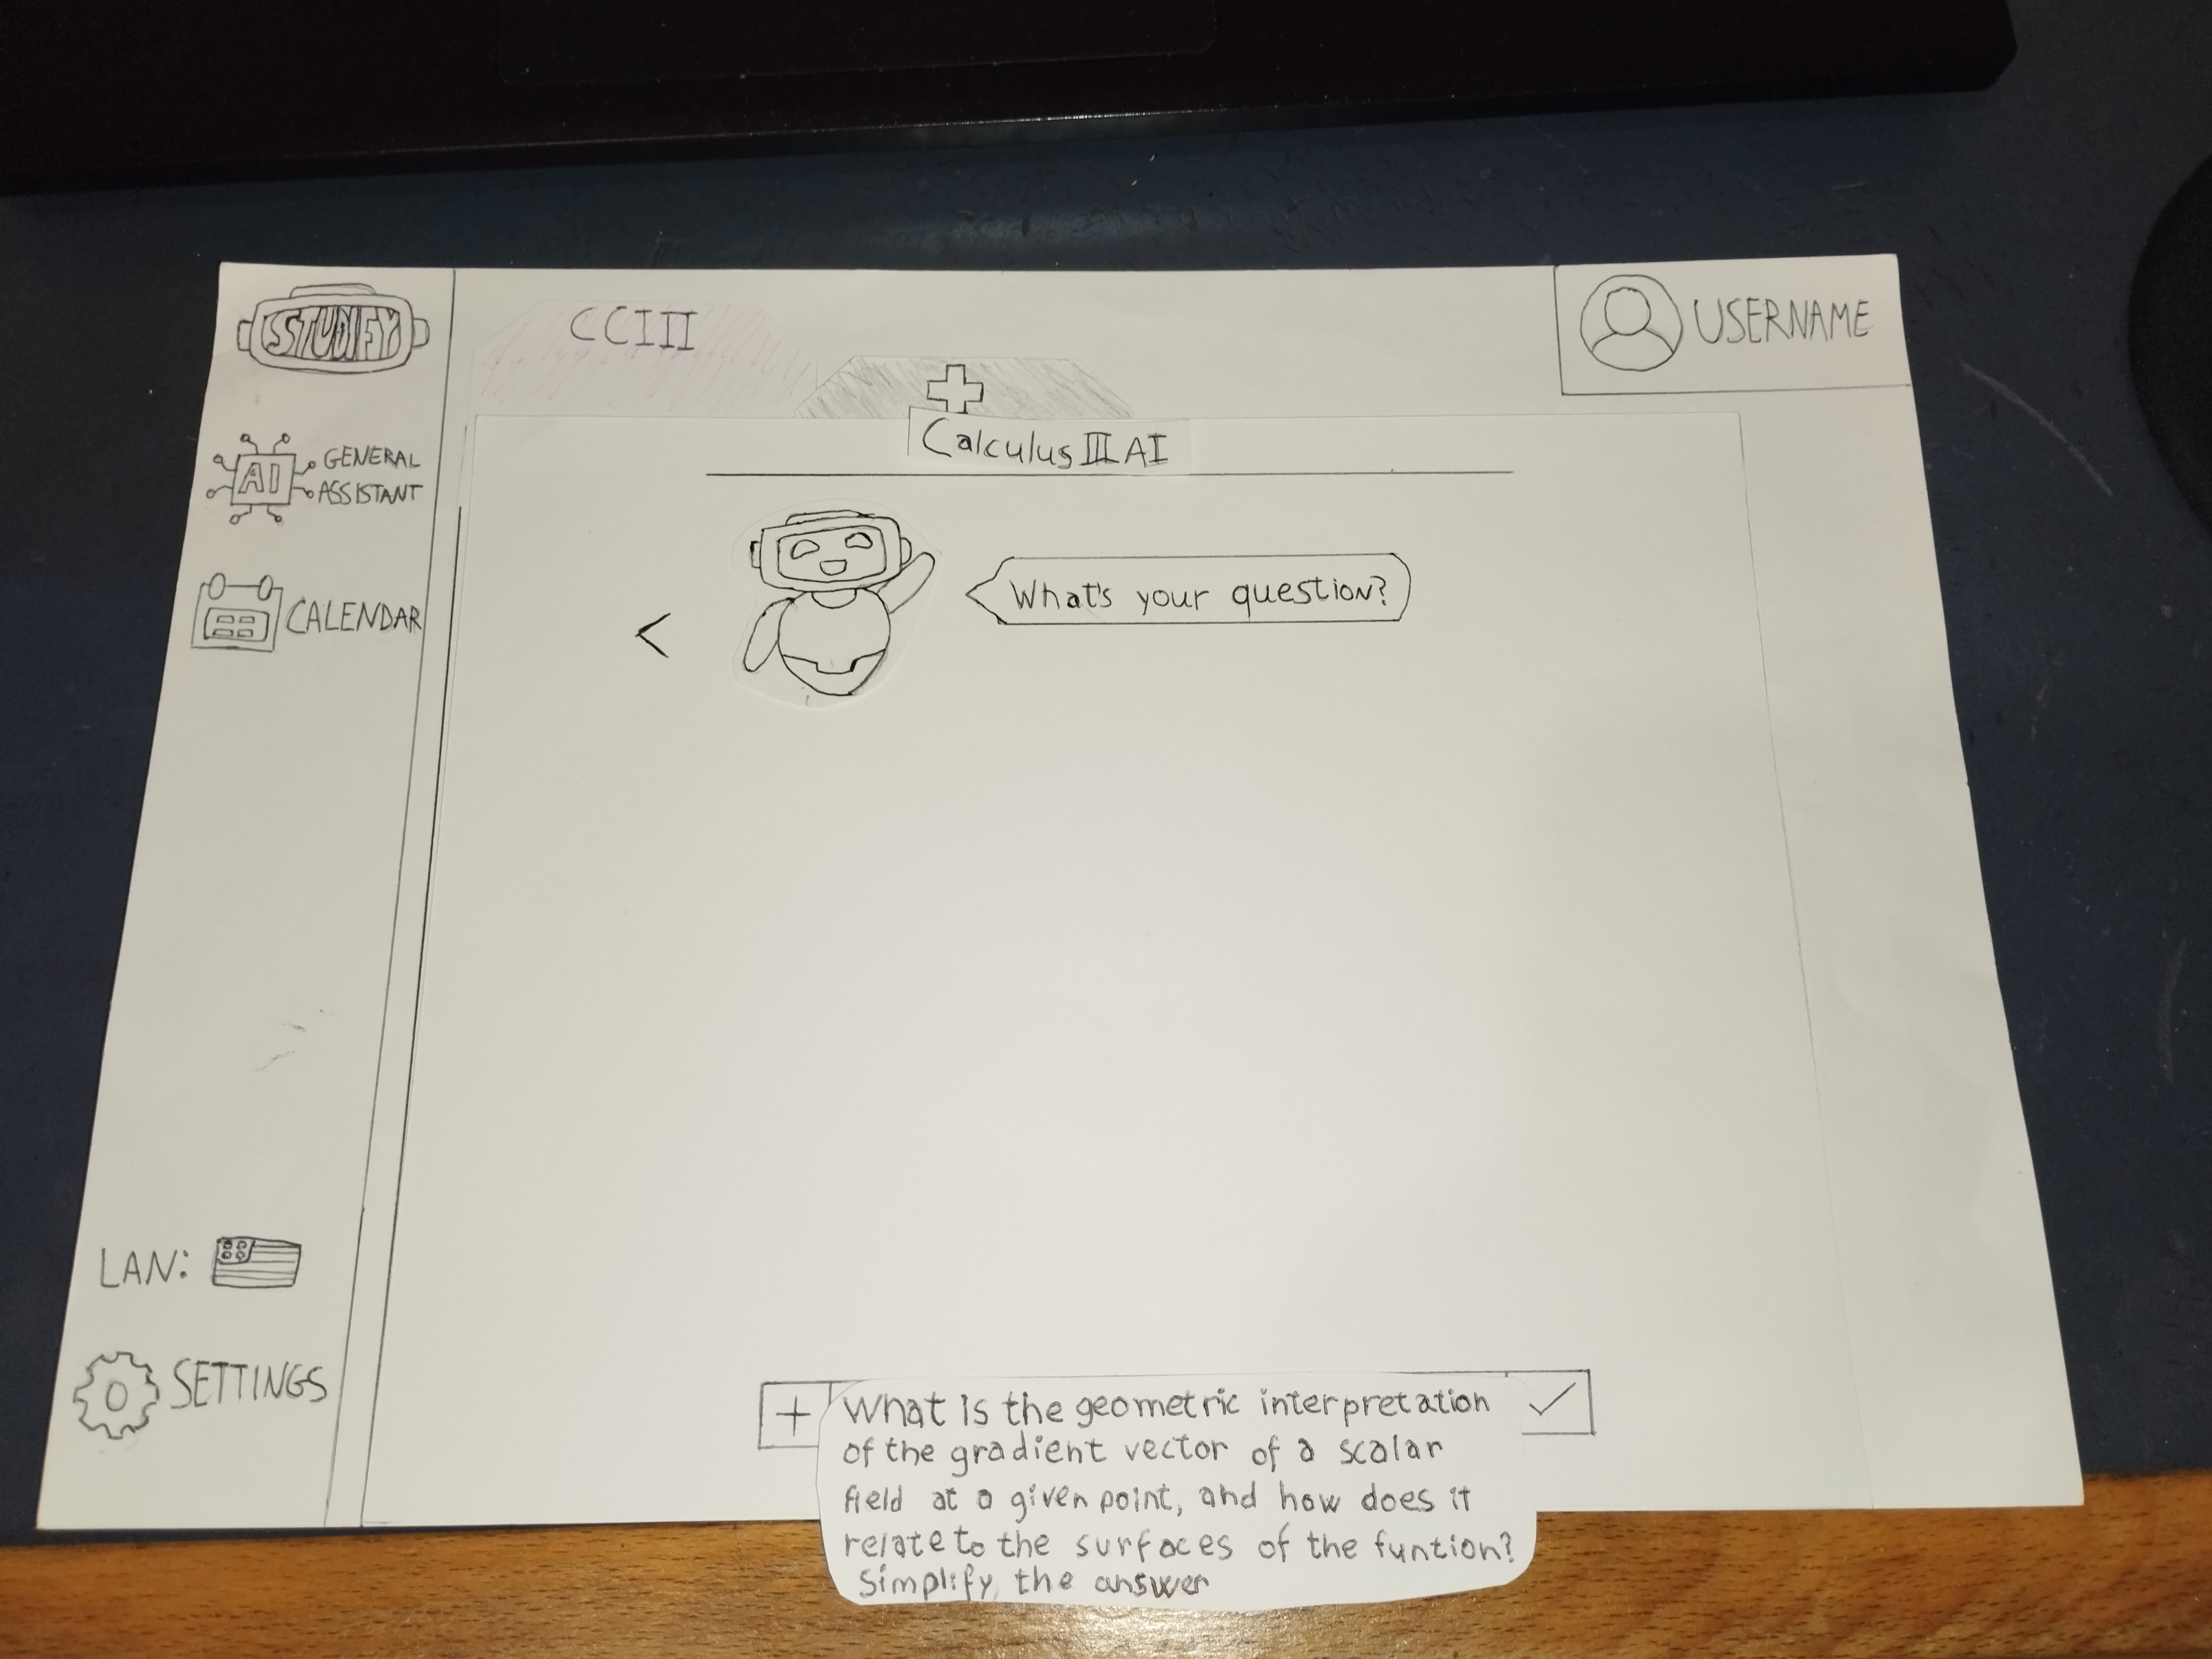 STUDIFY
CCIII
USERNAME
Calculus III AI
AI
GENERAL
ASSISTANT
What's your question?
<
CALENDAR
LAN:
SETTINGS
+
What is the geometric interpretation
of the gradient vector of a scalar
field at a given point, and how does it
relate to the surfaces of the funtion?
Simplify the answer